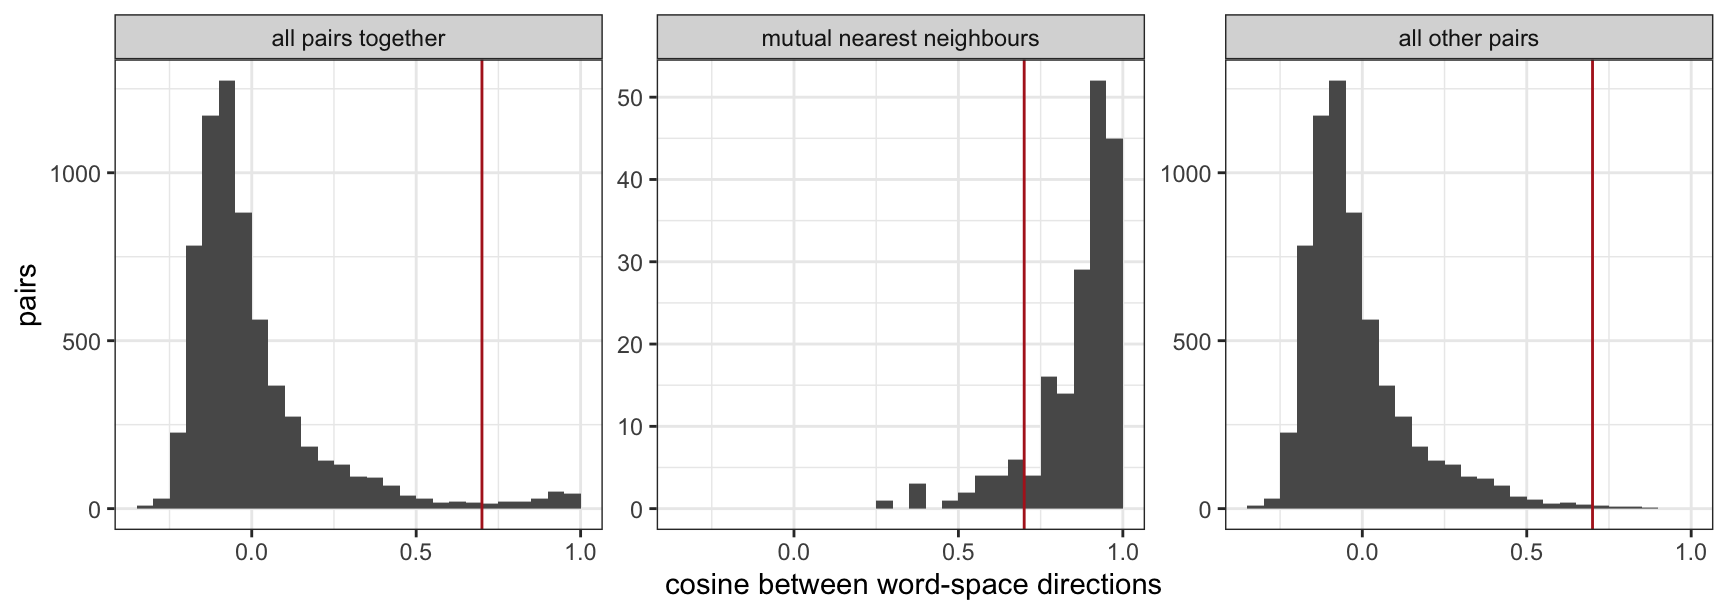 all pairs together
mutual nearest neighbours
all other pairs
pairs
1000
500
0
50
40
30
20
10
0
1000
500
0
0.0 0.5 1.0
0.0 0.5 1.0
0.0 0.5 1.0
cosine between word-space directions